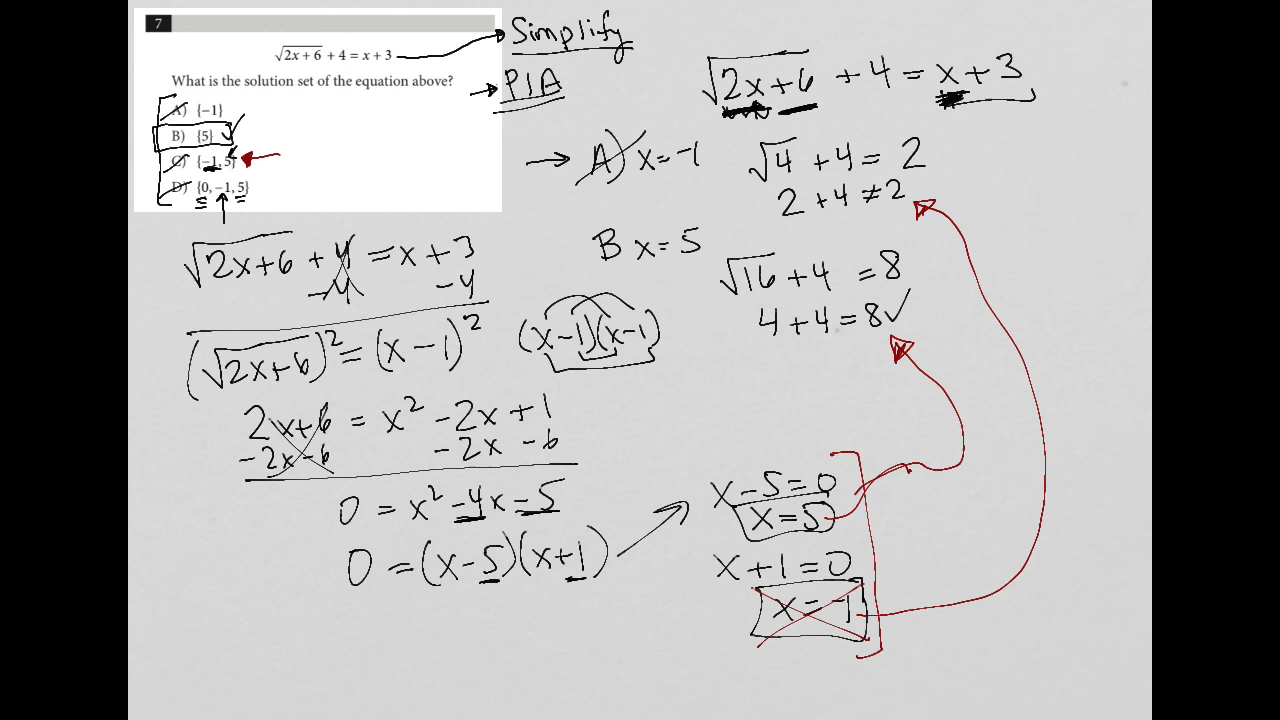 7
√2x + 6 + 4 = x + 3
What is the solution set of the equation above?
A) {−1}
B) {5}
C) {−1, 5}
D) {0, −1, 5}
Simplify
PIA
√2x+6 + 4 = x+3
A) x=-1
√4 + 4 = 2
2 + 4 ≠ 2
B x = 5
√16 + 4 = 8
4 + 4 = 8✓
√2x+6 + 4 = x + 3
-4 -4
(√2x+6)² = (x - 1)²
(x-1)(x-1)
2x+6 = x² - 2x + 1
-2x-6 -2x -6
0 = x² -4x -5
0 = (x-5)(x+1)
x-5=0
x=5
x+1=0
x=-1